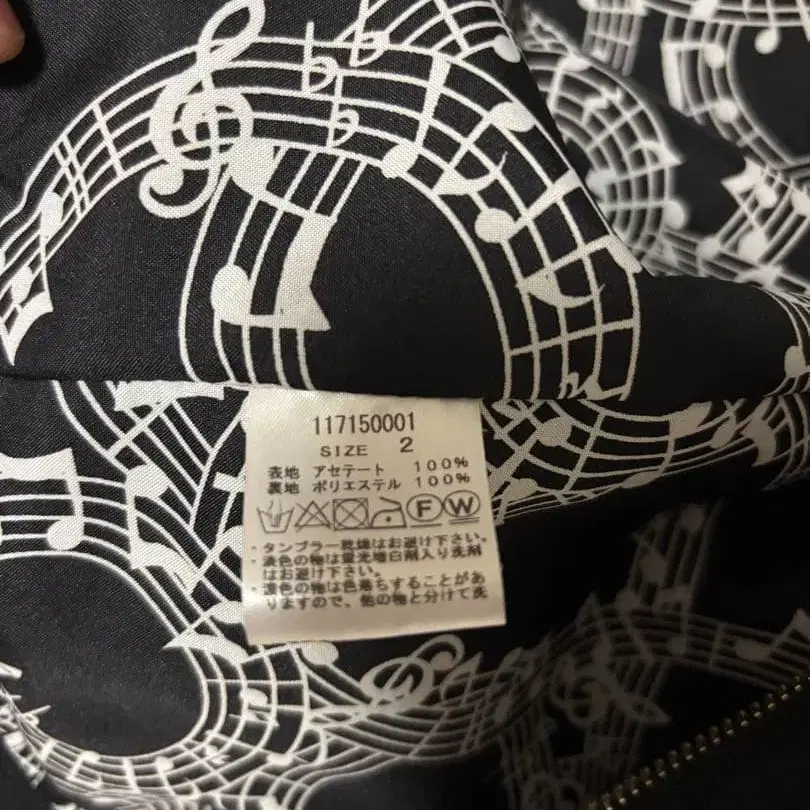 117150001
SIZE 2
表地 アセテート 100%
裏地 ポリエステル 100%
F W
・タンブラー乾燥はお避け下さい。
・淡色の物は蛍光増白剤入り洗剤
はお避け下さい。
・濃色の物は色落ちすることがあ
りますので、他の物と分けて洗